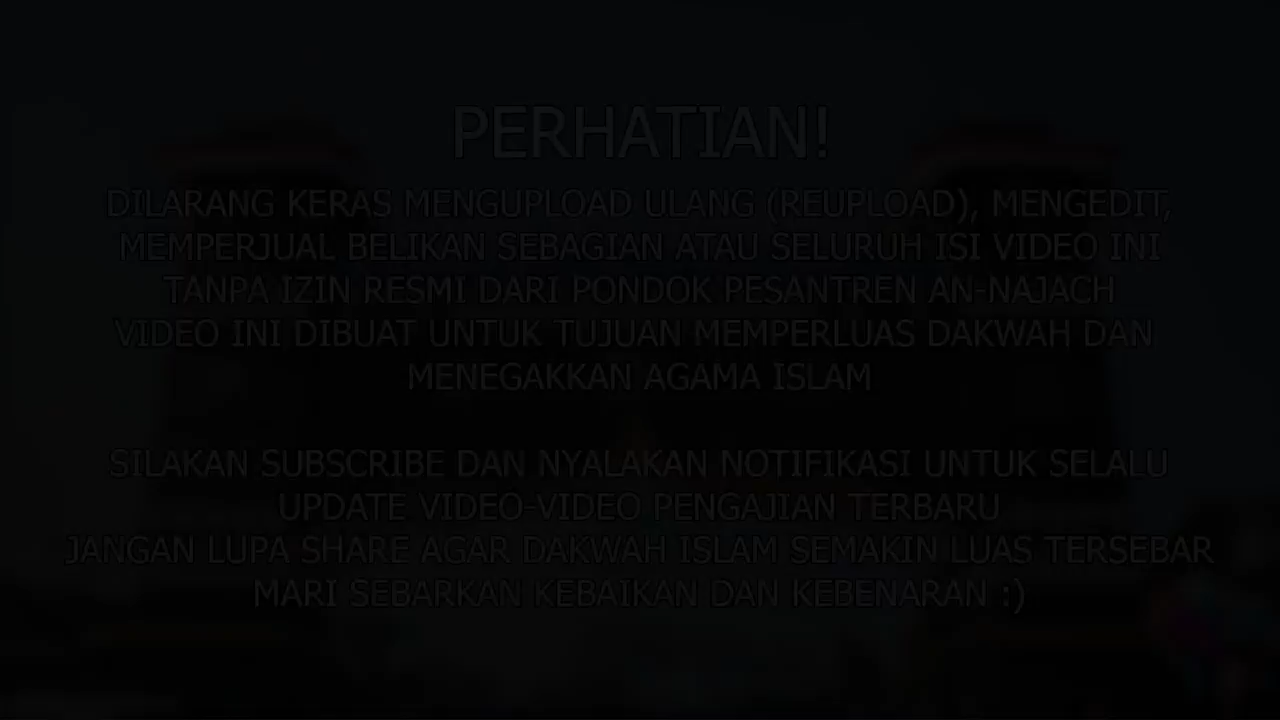 PERHATIAN!
DILARANG KERAS MENGUPLOAD ULANG (REUPLOAD), MENGEDIT,
MEMPERJUAL BELIKAN SEBAGIAN ATAU SELURUH ISI VIDEO INI
TANPA IZIN RESMI DARI PONDOK PESANTREN AN-NAJACH
VIDEO INI DIBUAT UNTUK TUJUAN MEMPERLUAS DAKWAH DAN
MENEGAKKAN AGAMA ISLAM
SILAKAN SUBSCRIBE DAN NYALAKAN NOTIFIKASI UNTUK SELALU
UPDATE VIDEO-VIDEO PENGAJIAN TERBARU
JANGAN LUPA SHARE AGAR DAKWAH ISLAM SEMAKIN LUAS TERSEBAR
MARI SEBARKAN KEBAIKAN DAN KEBENARAN :)